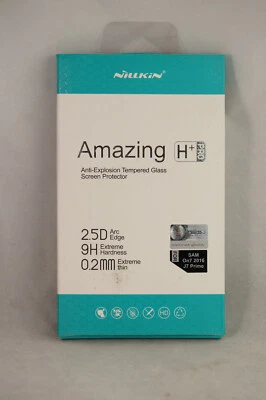 NILLKIN
Amazing H+ PRO
Anti-Explosion Tempered Glass
Screen Protector
2.5D Arc Edge
9H Extreme Hardness
0.2mm Extreme thin
SAM
On7 2016
J7 Prime
HD